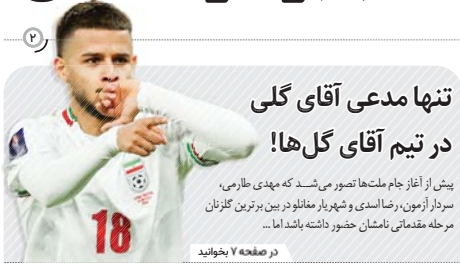 ۲
تنها مدعی آقای گلی
در تیم آقای گل‌ها!
پیش از آغاز جام ملت‌ها تصور می‌شــد که مهدی طارمی،
سردار آزمون، رضا اسدی و شهریار مغانلو در بین برترین گلزنان
مرحله مقدماتی نامشان حضور داشته باشد اما ...
در صفحه ۷ بخوانید
18